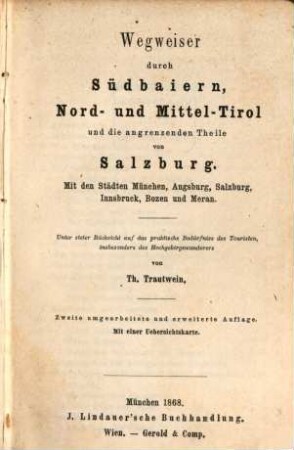 Wegweiser
durch
Südbaiern,
Nord- und Mittel-Tirol
und die angrenzenden Theile
von
Salzburg.
Mit den Städten München, Augsburg, Salzburg,
Innsbruck, Bozen und Meran.
Unter steter Rücksicht auf das praktische Bedürfniss des Touristen,
insbesondere des Hochgebirgswanderers
von
Th. Trautwein,
Zweite umgearbeitete und erweiterte Auflage.
Mit einer Uebersichtskarte.
München 1868.
J. Lindauer'sche Buchhandlung.
Wien. — Gerold & Comp.